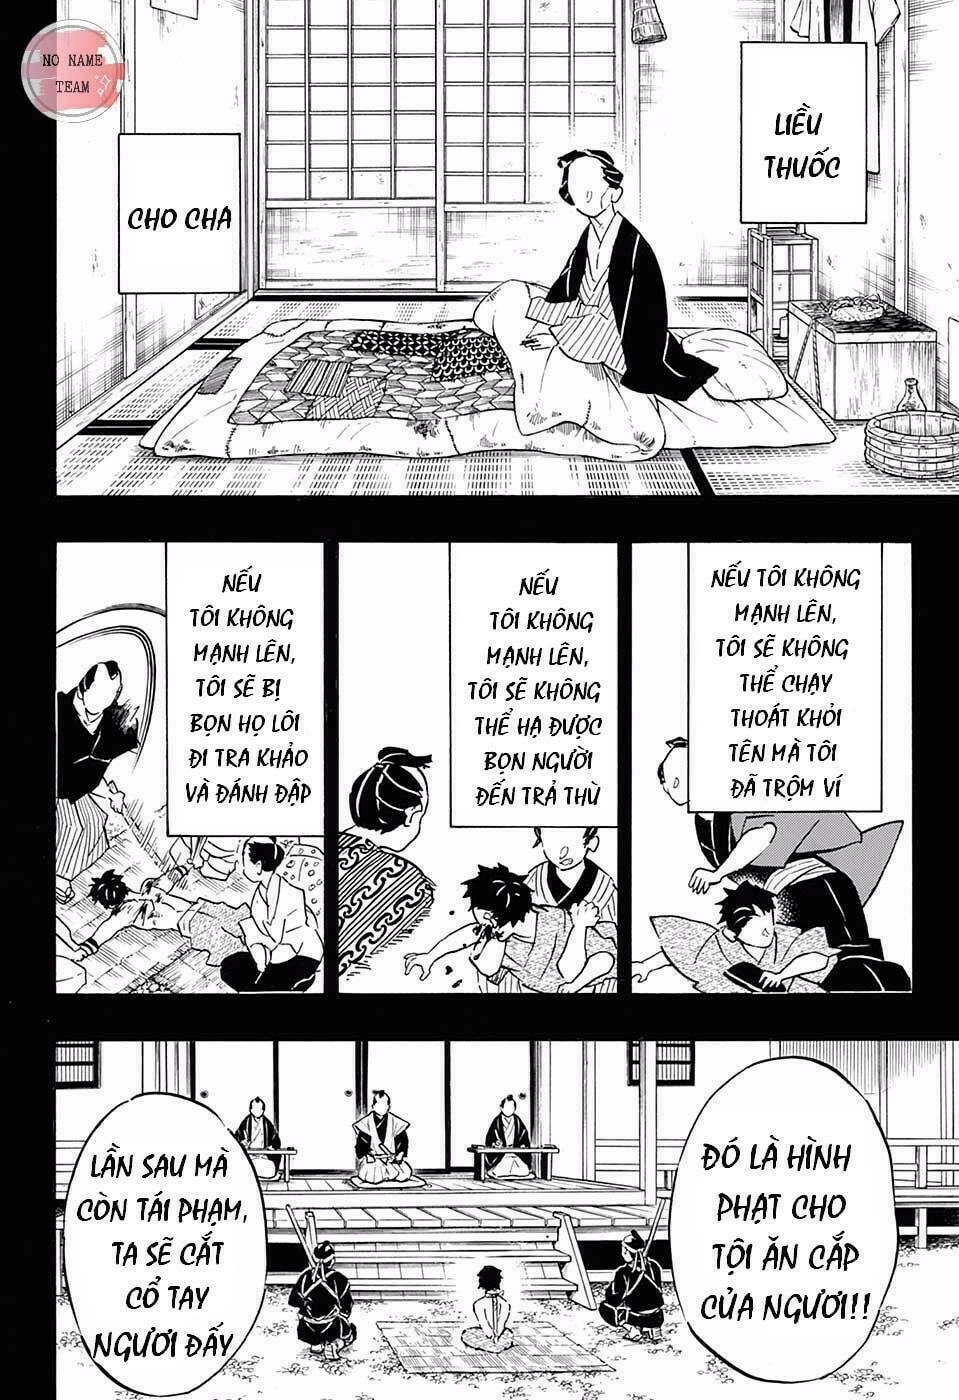 NO NAME
TEAM
LIỀU
THUỐC
CHO CHA
NẾU TÔI KHÔNG
MẠNH LÊN,
TÔI SẼ KHÔNG
THỂ CHẠY
THOÁT KHỎI
TÊN MÀ TÔI
ĐÃ TRỘM VÍ
NẾU
TÔI KHÔNG
MẠNH LÊN,
TÔI SẼ KHÔNG
THỂ HẠ ĐƯỢC
BỌN NGƯỜI
ĐẾN TRẢ THÙ
NẾU
TÔI KHÔNG
MẠNH LÊN,
TÔI SẼ BỊ
BỌN HỌ LÔI
ĐI TRA KHẢO
VÀ ĐÁNH ĐẬP
ĐÓ LÀ HÌNH
PHẠT CHO
TỘI ĂN CẮP
CỦA NGƯƠI!!
LẦN SAU MÀ
CÒN TÁI PHẠM,
TA SẼ CẮT
CỔ TAY
NGƯƠI ĐẤY